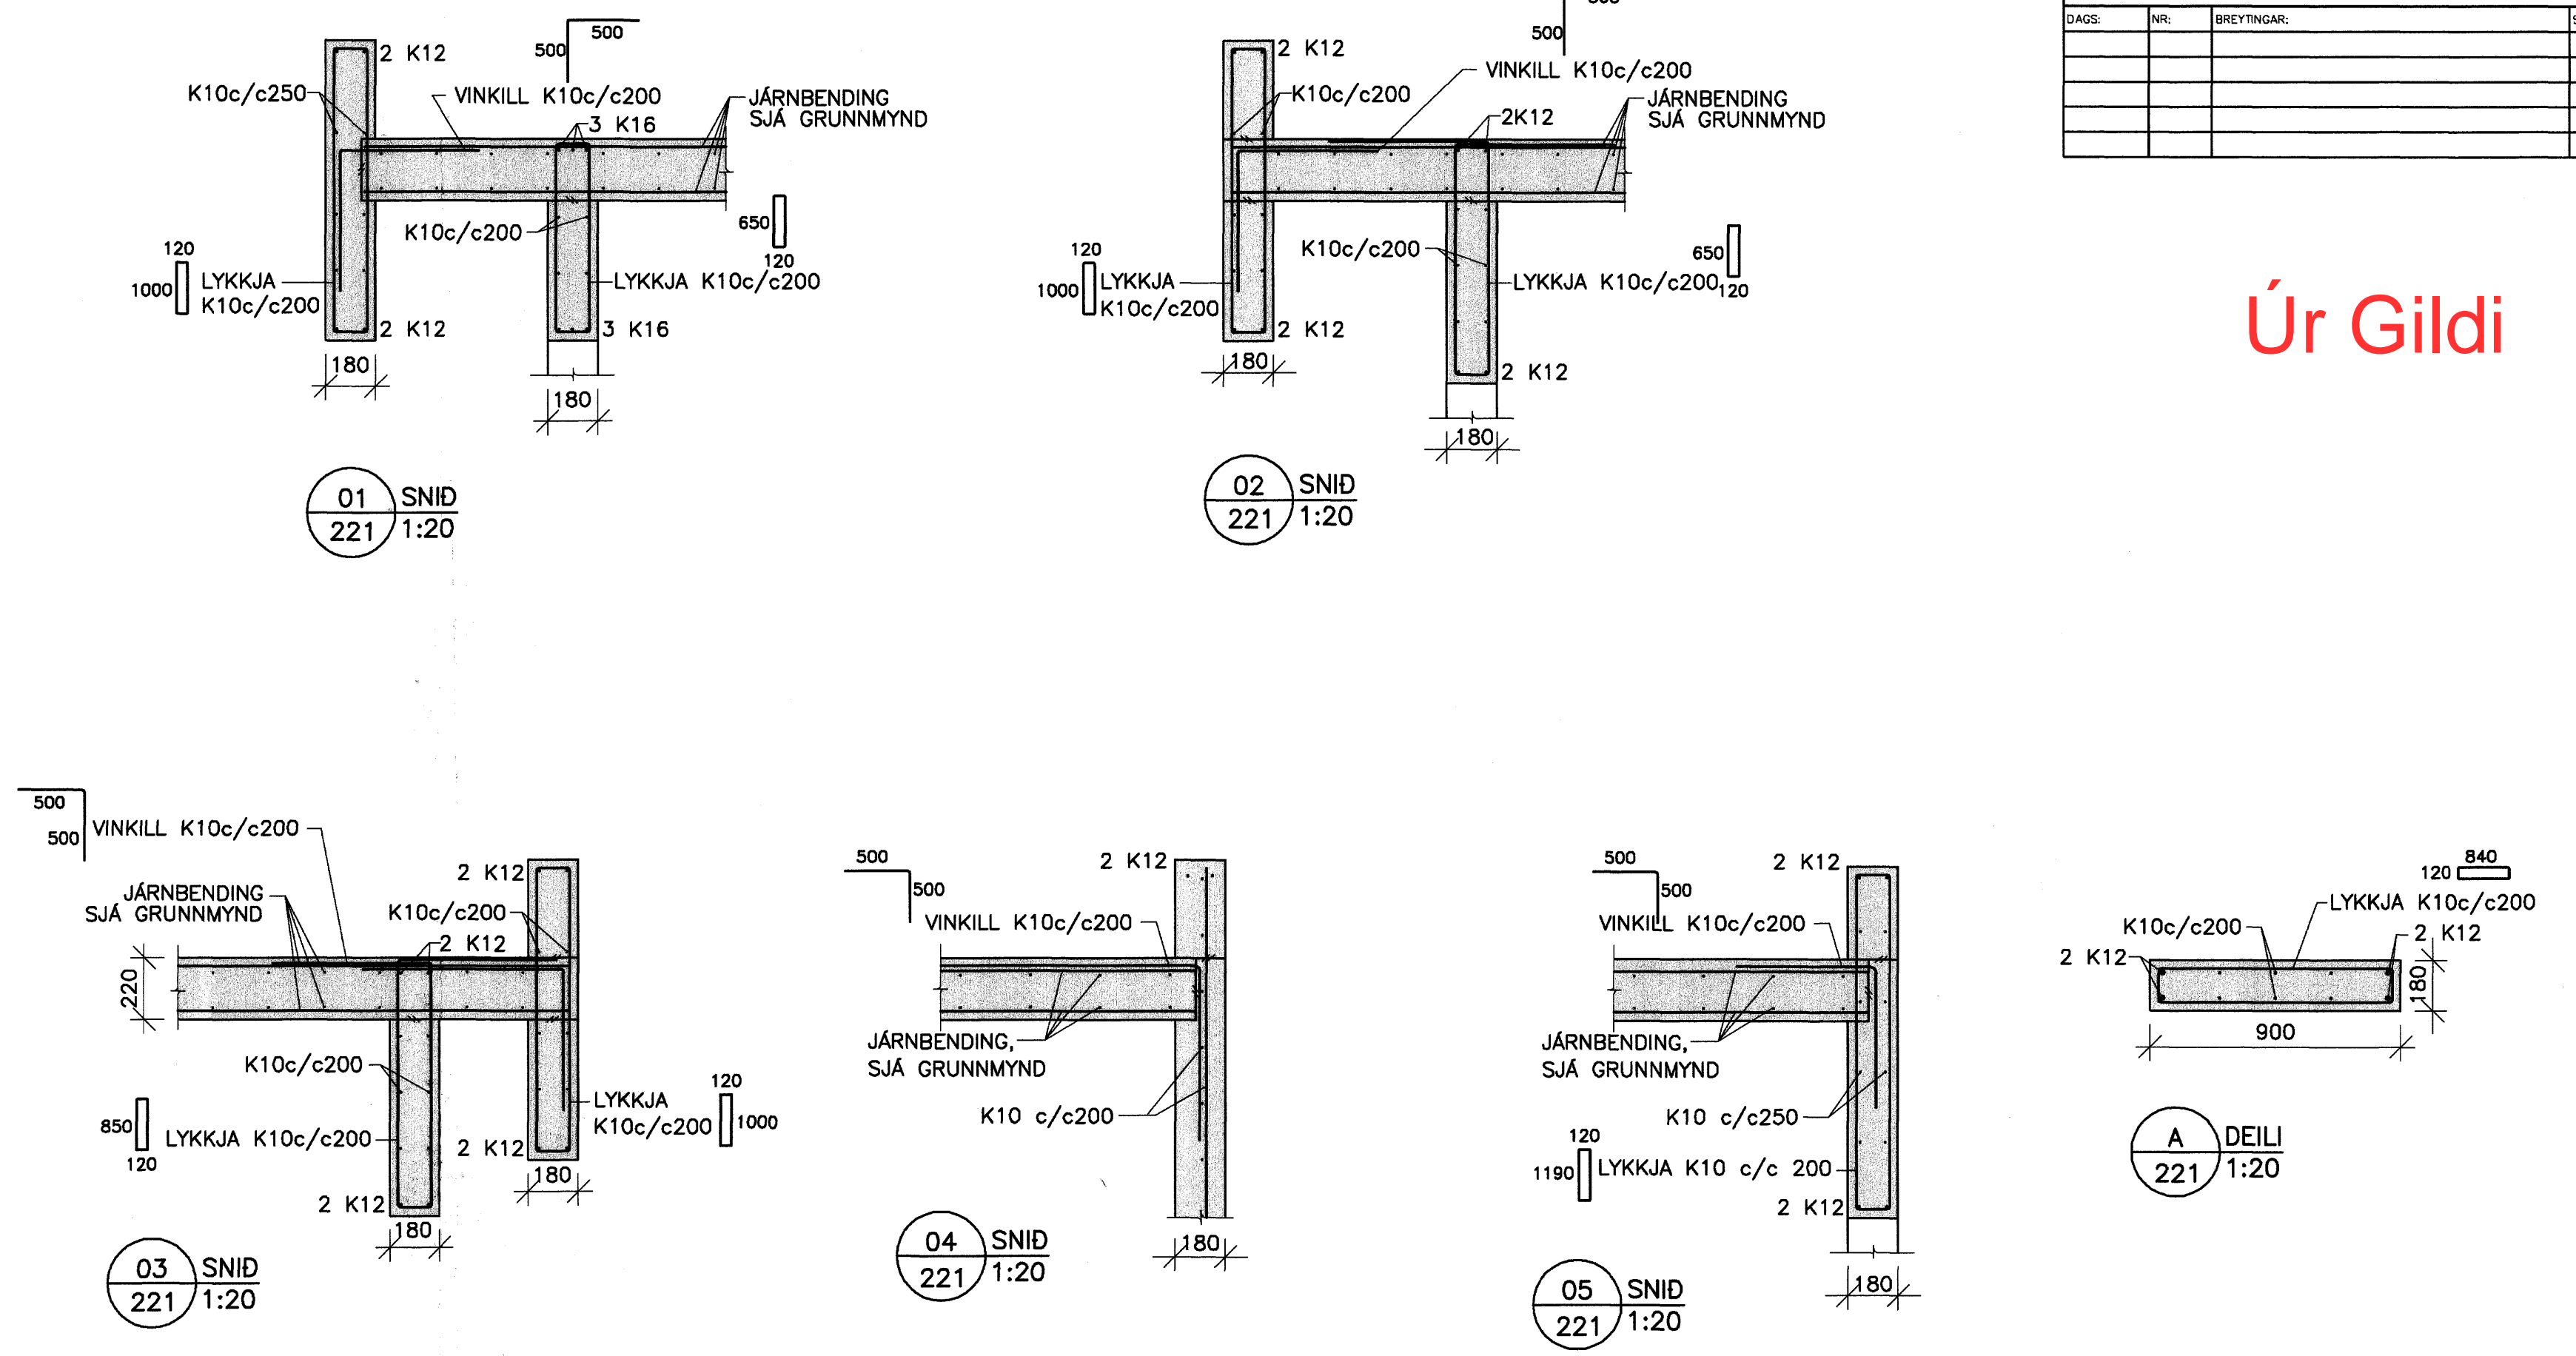 500
500
2 K12
K10c/c250
VINKILL K10c/c200
JÁRNBENDING
SJÁ GRUNNMYND
3 K16
K10c/c200
650
120
120
1000
LYKKJA
K10c/c200
LYKKJA K10c/c200
2 K12
3 K16
180
180
01
221
SNIÐ
1:20
500
2 K12
VINKILL K10c/c200
K10c/c200
JÁRNBENDING
SJÁ GRUNNMYND
2K12
K10c/c200
650
120
120
1000
LYKKJA
K10c/c200
LYKKJA K10c/c200
2 K12
2 K12
180
180
02
221
SNIÐ
1:20
DAGS:
NR:
BREYTINGAR:
Úr Gildi
500
500
VINKILL K10c/c200
2 K12
JÁRNBENDING
SJÁ GRUNNMYND
K10c/c200
2 K12
220
K10c/c200
850
120
LYKKJA K10c/c200
LYKKJA
K10c/c200
120
1000
2 K12
2 K12
180
180
03
221
SNIÐ
1:20
500
500
2 K12
VINKILL K10c/c200
JÁRNBENDING,
SJÁ GRUNNMYND
K10 c/c200
180
04
221
SNIÐ
1:20
500
500
2 K12
VINKILL K10c/c200
JÁRNBENDING,
SJÁ GRUNNMYND
K10 c/c250
120
1190
LYKKJA K10 c/c 200
2 K12
180
05
221
SNIÐ
1:20
840
120
LYKKJA K10c/c200
K10c/c200
2 K12
2 K12
180
900
A
221
DEILI
1:20